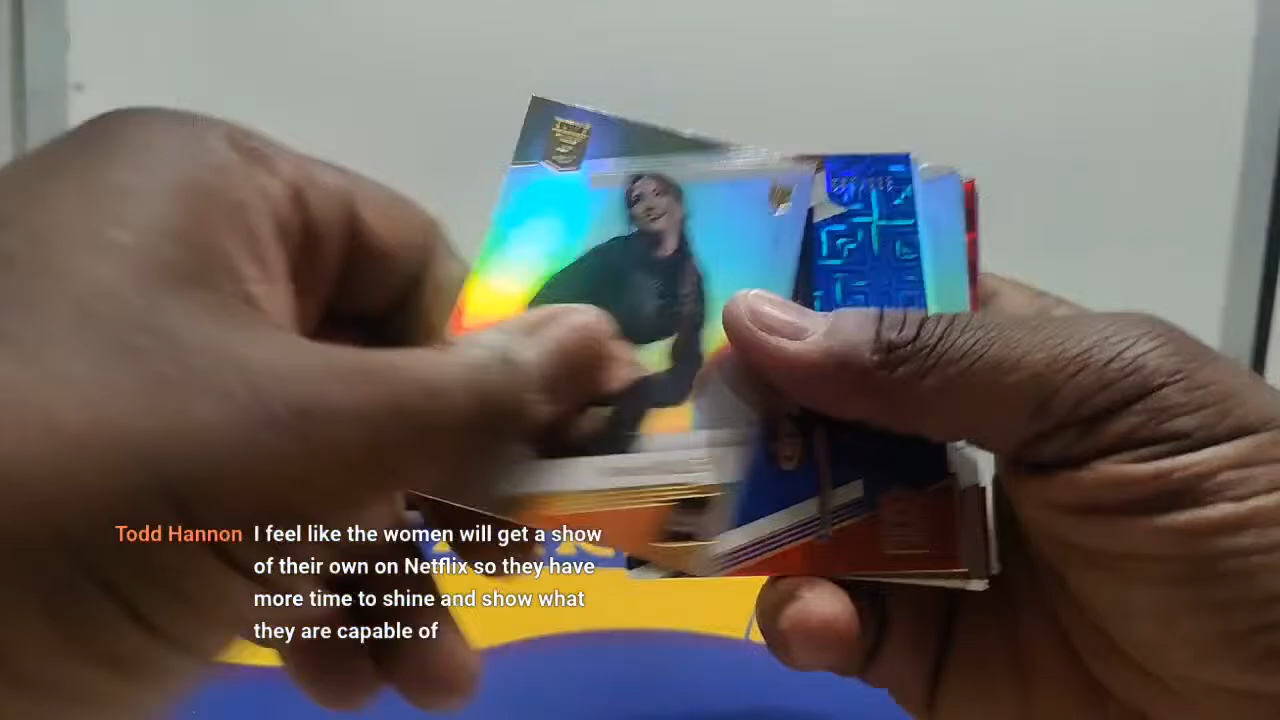 Todd Hannon I feel like the women will get a show
of their own on Netflix so they have
more time to shine and show what
they are capable of